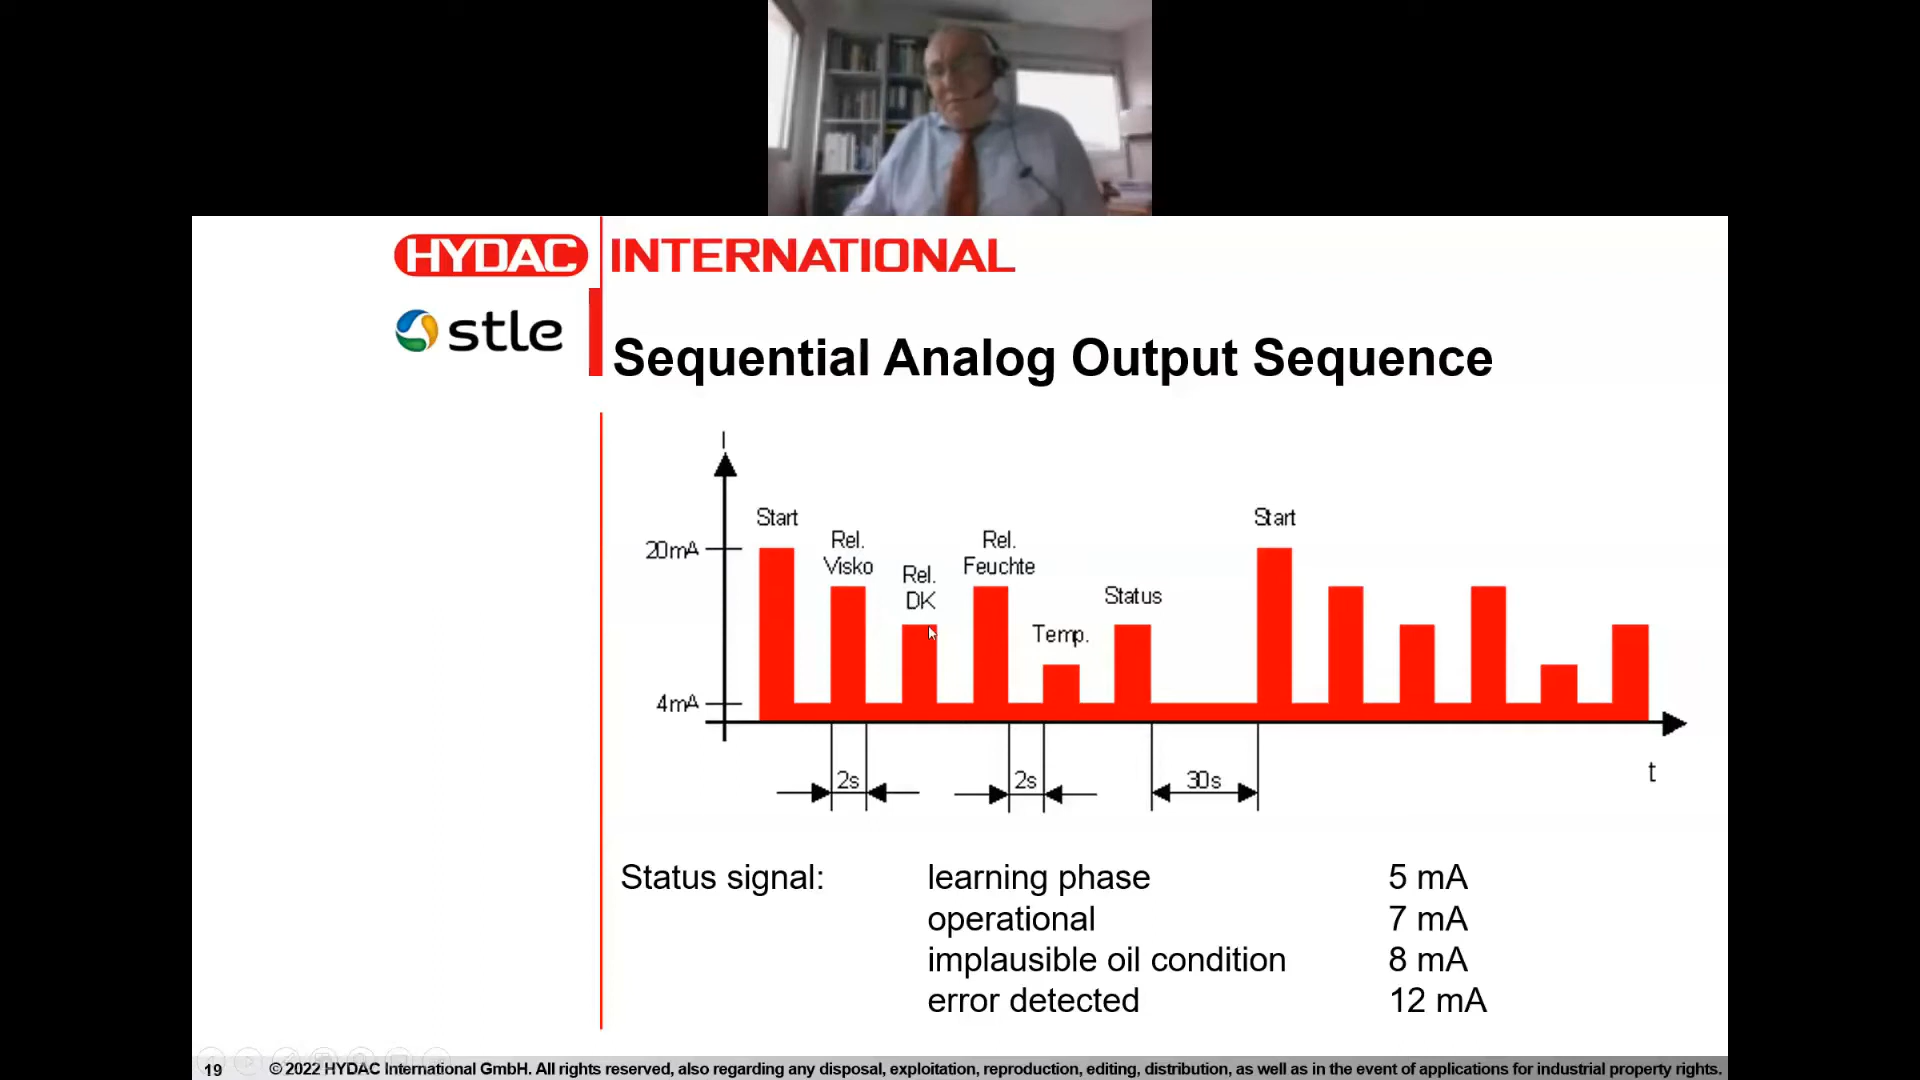 HYDAC INTERNATIONAL
stle
Sequential Analog Output Sequence
I
Start
Start
20mA
Rel.
Visko
Rel.
DK
Rel.
Feuchte
Temp.
Status
4mA
2s
2s
30s
t
Status signal: learning phase 5 mA
operational 7 mA
implausible oil condition 8 mA
error detected 12 mA
19 © 2022 HYDAC International GmbH. All rights reserved, also regarding any disposal, exploitation, reproduction, editing, distribution, as well as in the event of applications for industrial property rights.